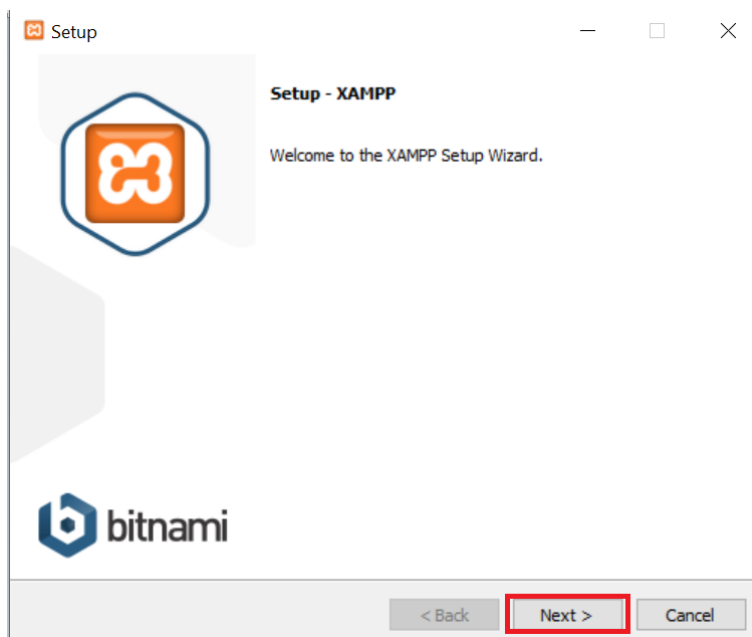 Setup
Setup - XAMPP
Welcome to the XAMPP Setup Wizard.
bitnami
< Back
Next >
Cancel